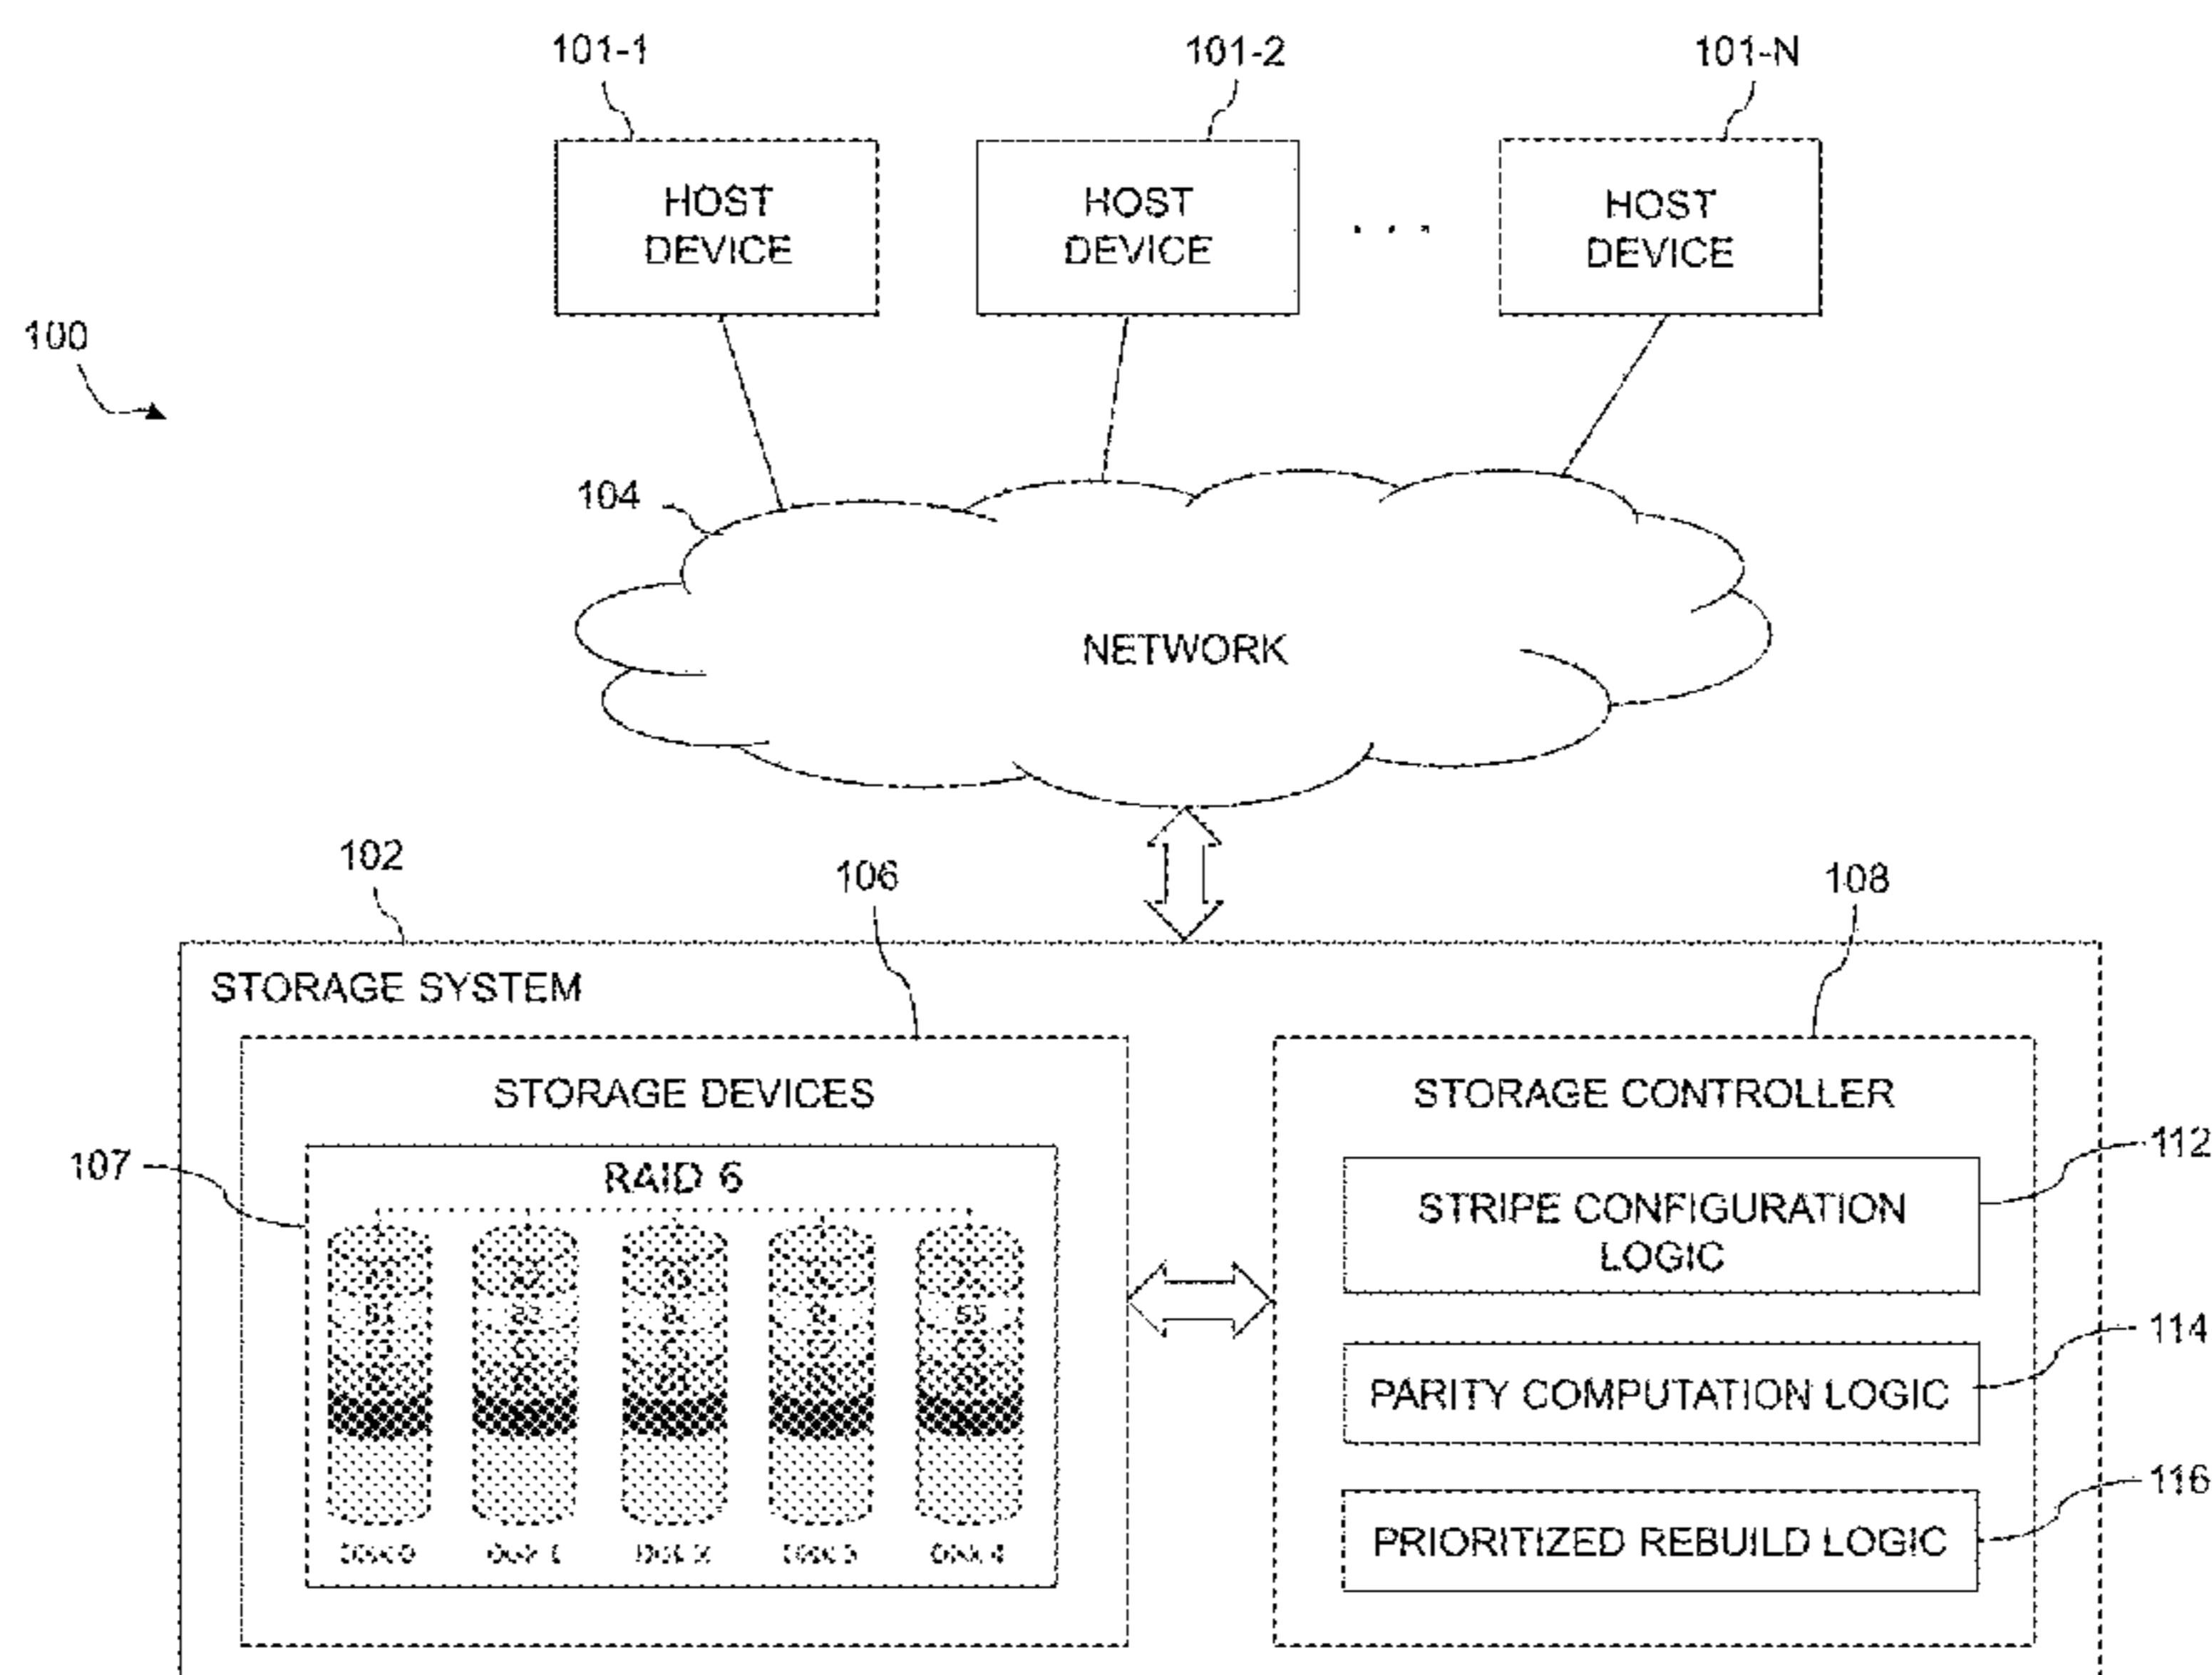 101-1
101-2
101-N
HOST
DEVICE
HOST
DEVICE
. . .
HOST
DEVICE
100
104
NETWORK
102
106
108
STORAGE SYSTEM
STORAGE DEVICES
STORAGE CONTROLLER
107
RAID 6
112
STRIPE CONFIGURATION
LOGIC
114
PARITY COMPUTATION LOGIC
116
PRIORITIZED REBUILD LOGIC